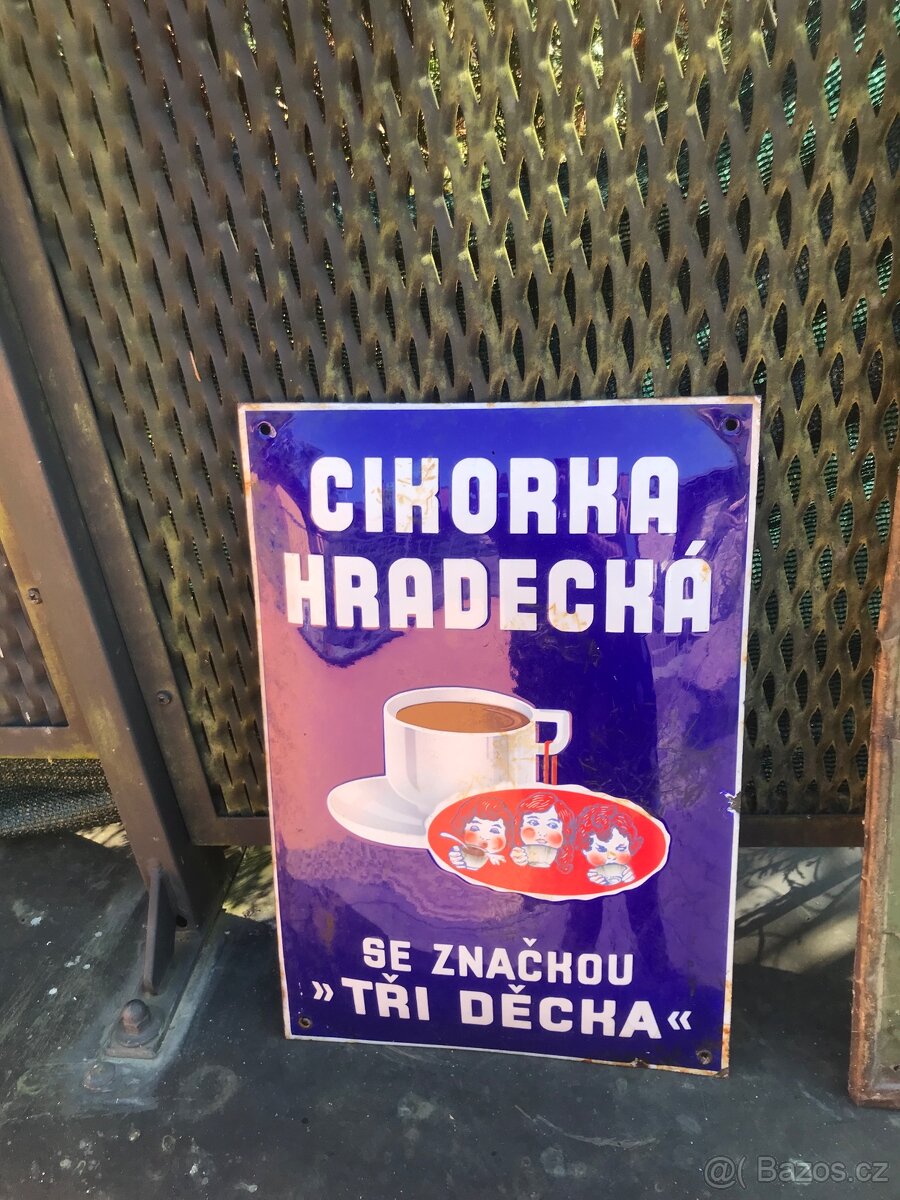 CIKORKA
HRADECKÁ
SE ZNAČKOU
»TŘI DĚCKA«
@( Bazos.cz